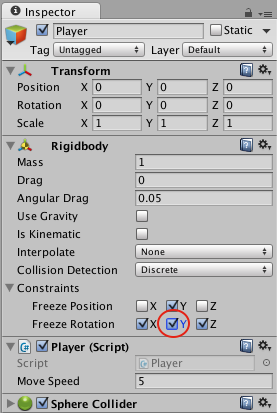 Inspector
Player Static
Tag Untagged Layer Default
Transform
Position X 0 Y 0 Z 0
Rotation X 0 Y 0 Z 0
Scale X 1 Y 1 Z 1
Rigidbody
Mass 1
Drag 0
Angular Drag 0.05
Use Gravity
Is Kinematic
Interpolate None
Collision Detection Discrete
Constraints
Freeze Position X Y Z
Freeze Rotation X Y Z
Player (Script)
Script Player
Move Speed 5
Sphere Collider